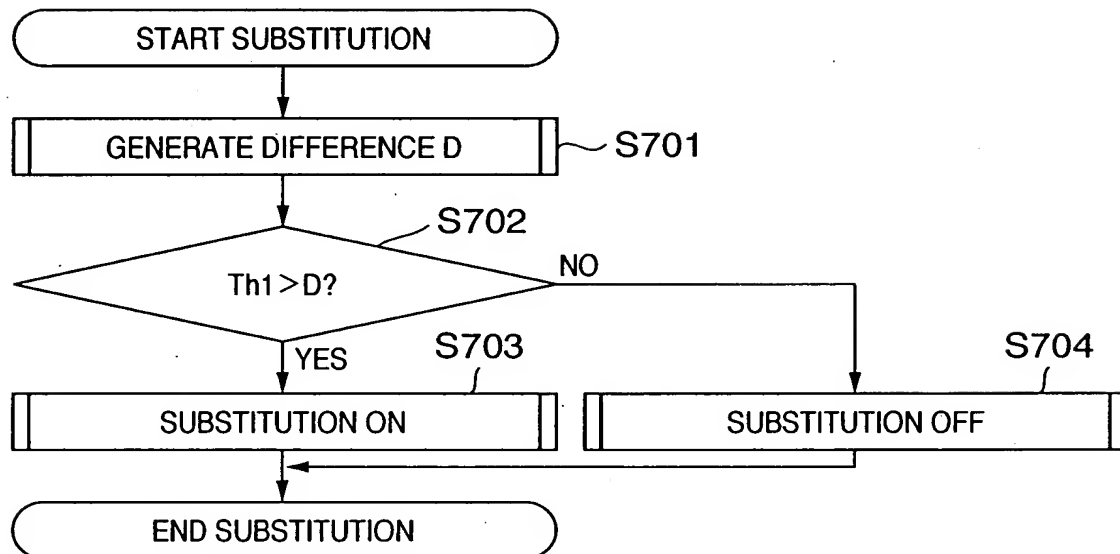 START SUBSTITUTION
GENERATE DIFFERENCE D
S701
S702
Th1>D?
NO
YES
S703
S704
SUBSTITUTION ON
SUBSTITUTION OFF
END SUBSTITUTION